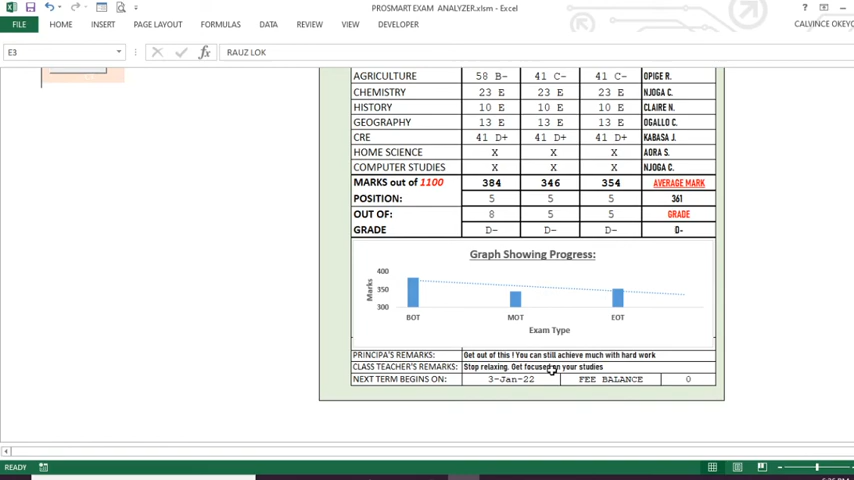 PROSMART EXAM ANALYZER.xlsm - Excel
FILE HOME INSERT PAGE LAYOUT FORMULAS DATA REVIEW VIEW DEVELOPER CALVINCE OKEYO
E3 fx RAUZ LOK
AGRICULTURE 58 B- 41 C- 41 C- OPIGE R.
CHEMISTRY 23 E 23 E 23 E NJOGA C.
HISTORY 10 E 10 E 10 E CLAIRE N.
GEOGRAPHY 13 E 13 E 13 E OGALLO C.
CRE 41 D+ 41 D+ 41 D+ KABASA J.
HOME SCIENCE X X X AORA S.
COMPUTER STUDIES X X X NJOGA C.
MARKS out of 1100 384 346 354 AVERAGE MARK
POSITION: 5 5 5 361
OUT OF: 8 5 5 GRADE
GRADE D- D- D- D-
Graph Showing Progress:
400
350
300
Marks
BOT MOT EOT
Exam Type
PRINCIPA'S REMARKS: Get out of this ! You can still achieve much with hard work
CLASS TEACHER'S REMARKS: Stop relaxing. Get focused on your studies
NEXT TERM BEGINS ON: 3-Jan-22 FEE BALANCE 0
READY